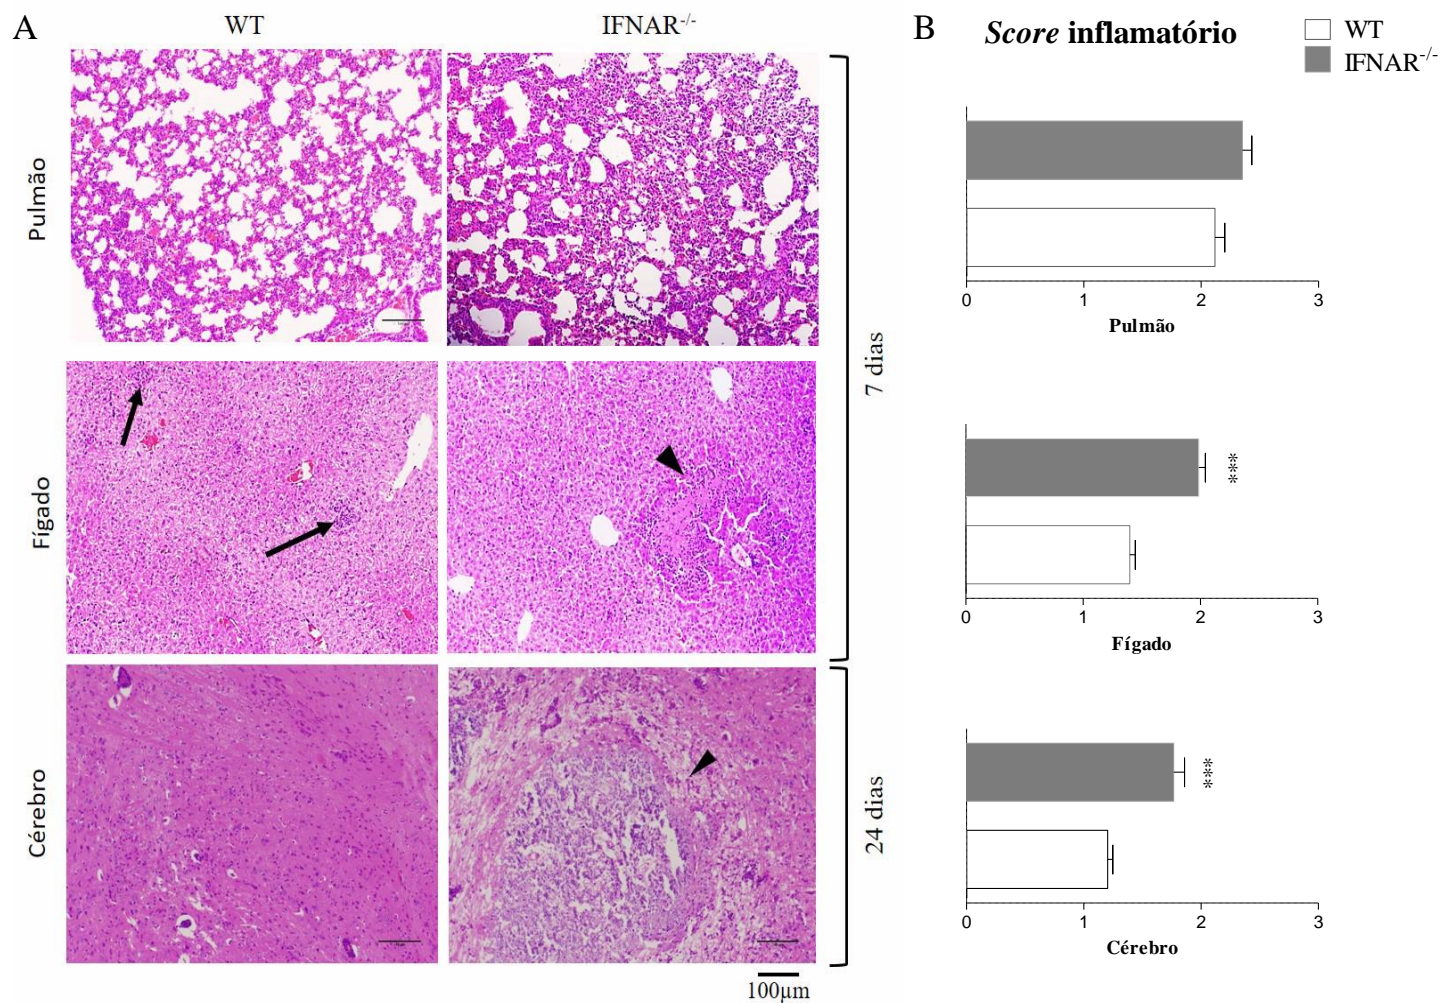 A
WT
IFNAR-/-
Pulmão
Fígado
Cérebro
7 dias
24 dias
100µm
B
Score inflamatório
WT
IFNAR-/-
0 1 2 3
Pulmão
***
0 1 2 3
Fígado
***
0 1 2 3
Cérebro